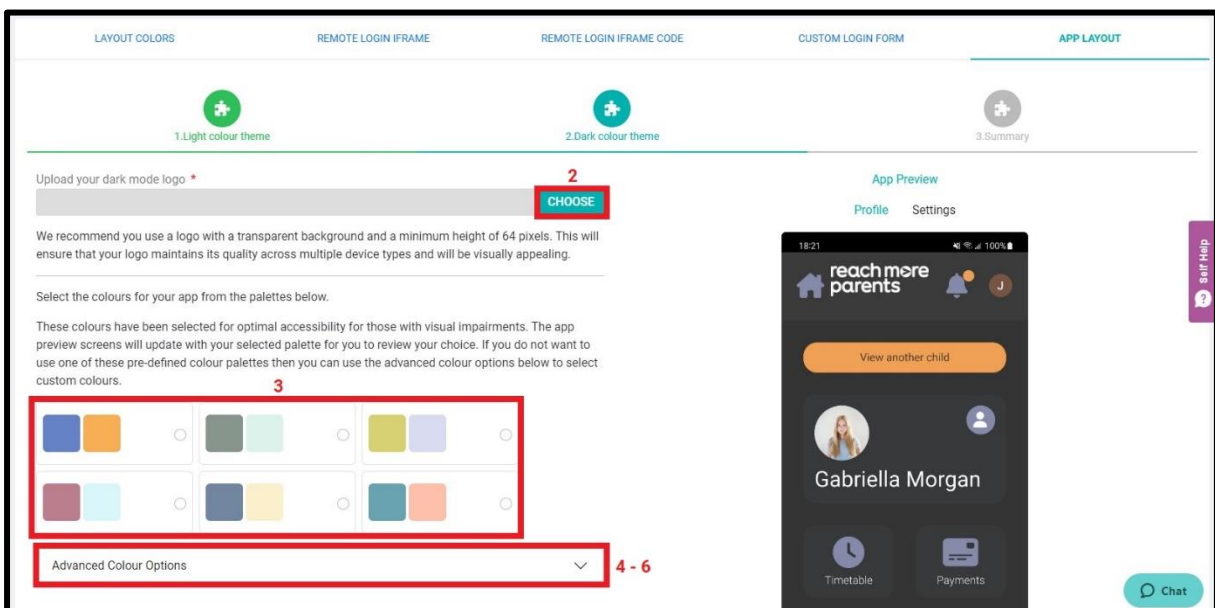 LAYOUT COLORS REMOTE LOGIN IFRAME REMOTE LOGIN IFRAME CODE CUSTOM LOGIN FORM APP LAYOUT
1.Light colour theme 2.Dark colour theme 3.Summary
Upload your dark mode logo *
2
CHOOSE
We recommend you use a logo with a transparent background and a minimum height of 64 pixels. This will
ensure that your logo maintains its quality across multiple device types and will be visually appealing.
Select the colours for your app from the palettes below.
These colours have been selected for optimal accessibility for those with visual impairments. The app
preview screens will update with your selected palette for you to review your choice. If you do not want to
use one of these pre-defined colour palettes then you can use the advanced colour options below to select
custom colours.
3
Advanced Colour Options
4 - 6
App Preview
Profile Settings
18:21 100%
reach more
parents
J
View another child
Gabriella Morgan
Timetable Payments
Self Help
?
Chat